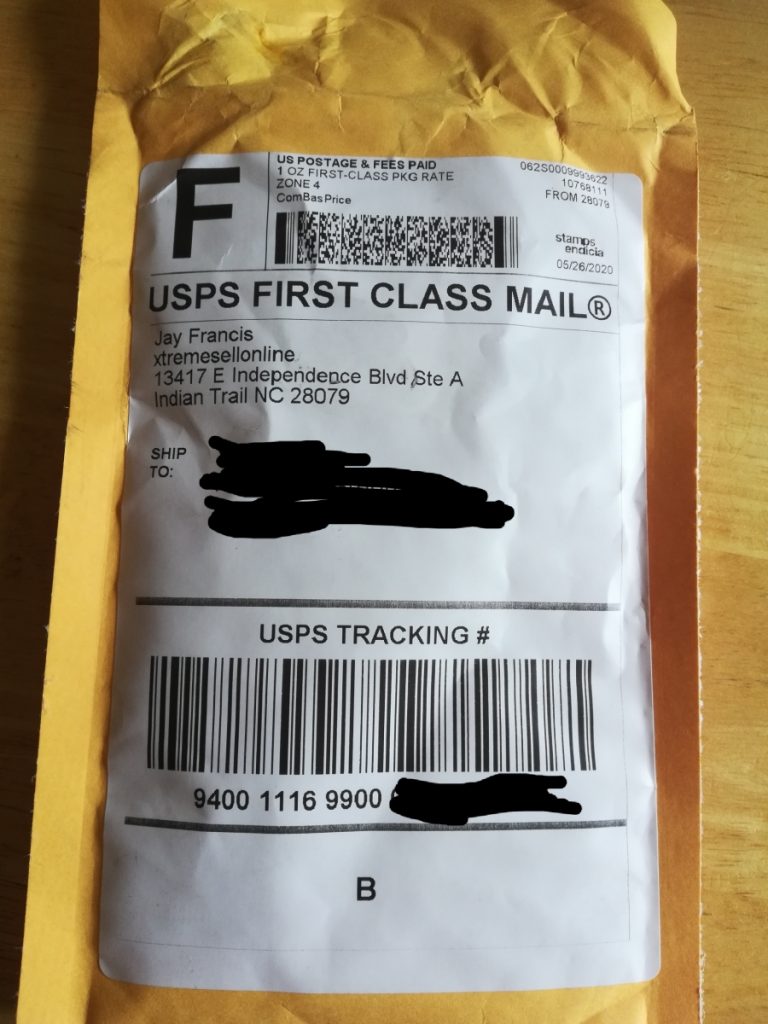 F
US POSTAGE & FEES PAID
1 OZ FIRST-CLASS PKG RATE
ZONE 4
ComBasPrice
062S0009993622
10768111
FROM 28079
stamps
endicia
05/26/2020
USPS FIRST CLASS MAIL®
Jay Francis
xtremesellonline
13417 E Independence Blvd Ste A
Indian Trail NC 28079
SHIP
TO:
USPS TRACKING #
9400 1116 9900
B